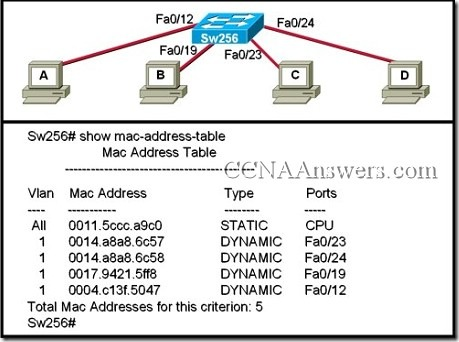 Fa0/12
Fa0/24
Sw256
Fa0/19
Fa0/23
A
B
C
D
Sw256# show mac-address-table
Mac Address Table
-------------------------------------------
CCNAAnswers.com
Vlan Mac Address Type Ports
---- ----------- -------- -----
All 0011.5ccc.a9c0 STATIC CPU
1 0014.a8a8.6c57 DYNAMIC Fa0/23
1 0014.a8a8.6c58 DYNAMIC Fa0/24
1 0017.9421.5ff8 DYNAMIC Fa0/19
1 0004.c13f.5047 DYNAMIC Fa0/12
Total Mac Addresses for this criterion: 5
Sw256#